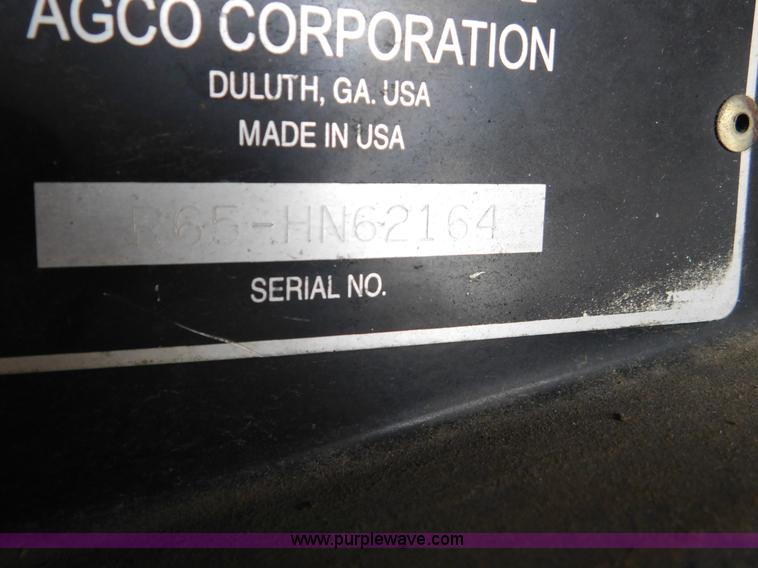 AGCO CORPORATION
DULUTH, GA. USA
MADE IN USA
R65-HN62164
SERIAL NO.
www.purplewave.com